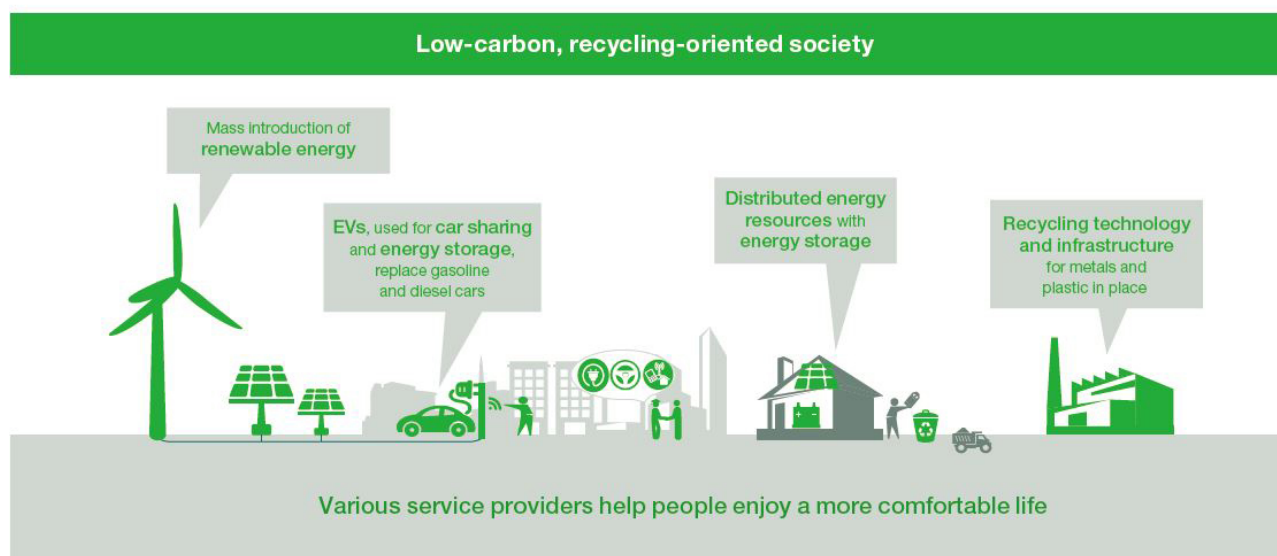 Low-carbon, recycling-oriented society
Mass introduction of
renewable energy
EVs, used for car sharing
and energy storage,
replace gasoline
and diesel cars
Distributed energy
resources with
energy storage
Recycling technology
and infrastructure
for metals and
plastic in place
Various service providers help people enjoy a more comfortable life